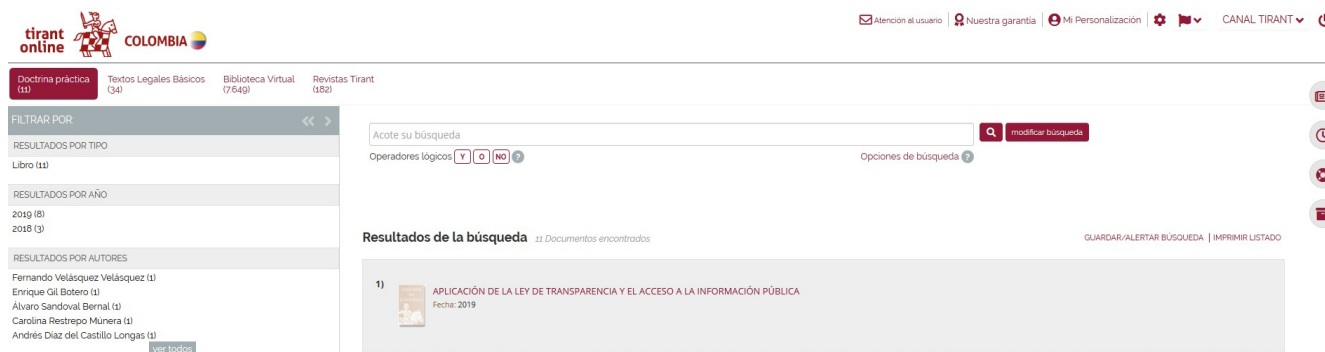 tirant
online
COLOMBIA
Atención al usuario
Nuestra garantía
Mi Personalización
CANAL TIRANT
Doctrina práctica
(11)
Textos Legales Básicos
(34)
Biblioteca Virtual
(7.649)
Revistas Tirant
(182)
FILTRAR POR:
RESULTADOS POR TIPO
Libro (11)
RESULTADOS POR AÑO
2019 (8)
2018 (3)
RESULTADOS POR AUTORES
Fernando Velásquez Velásquez (1)
Enrique Gil Botero (1)
Álvaro Sandoval Bernal (1)
Carolina Restrepo Múnera (1)
Andrés Díaz del Castillo Longas (1)
ver todos
Acote su búsqueda
modificar búsqueda
Operadores lógicos Y O NO ?
Opciones de búsqueda ?
Resultados de la búsqueda 11 Documentos encontrados
GUARDAR/ALERTAR BÚSQUEDA | IMPRIMIR LISTADO
1)
APLICACIÓN DE LA LEY DE TRANSPARENCIA Y EL ACCESO A LA INFORMACIÓN PÚBLICA
Fecha: 2019